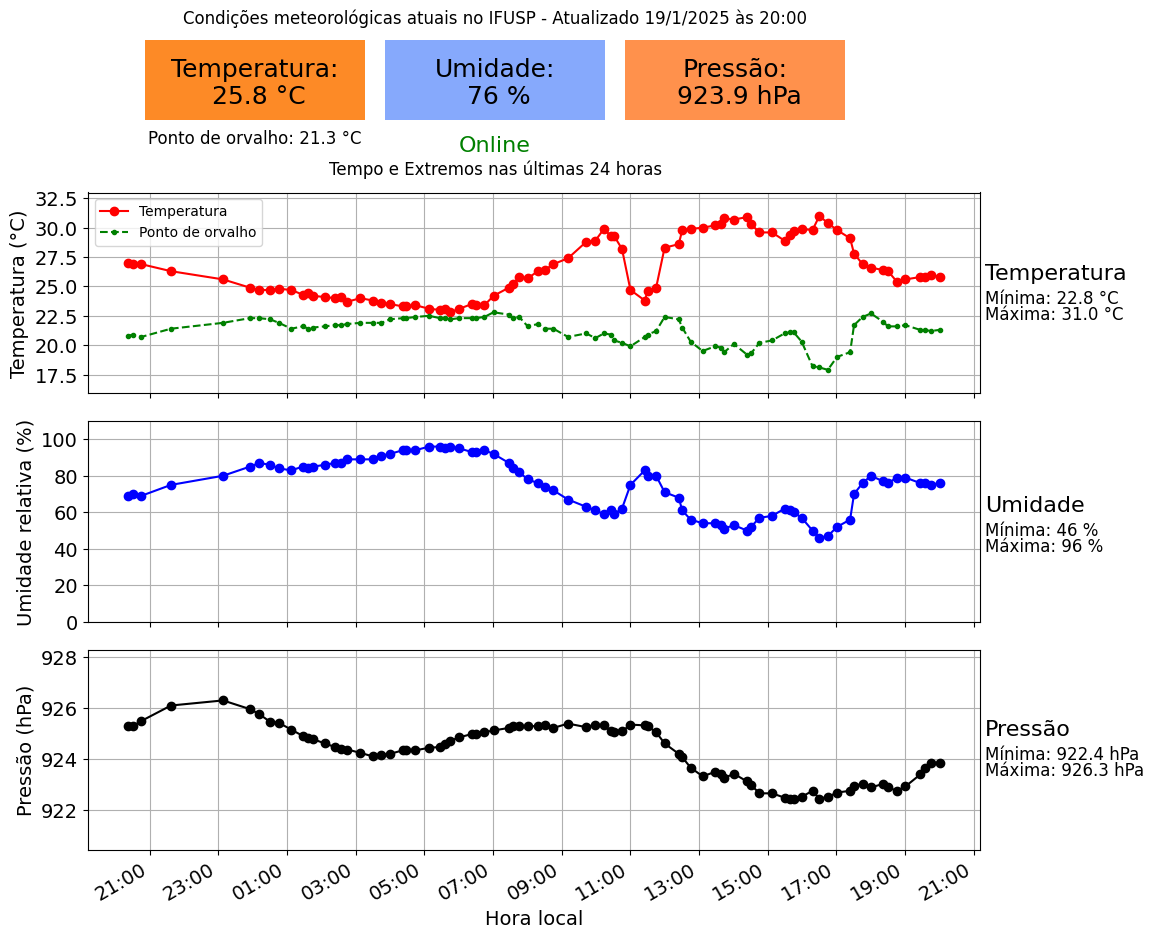 Condições meteorológicas atuais no IFUSP - Atualizado 19/1/2025 às 20:00
Temperatura:
25.8 °C
Umidade:
76 %
Pressão:
923.9 hPa
Ponto de orvalho: 21.3 °C
Online
Tempo e Extremos nas últimas 24 horas
Temperatura (°C)
32.5
30.0
27.5
25.0
22.5
20.0
17.5
Temperatura
Ponto de orvalho
Temperatura
Mínima: 22.8 °C
Máxima: 31.0 °C
Umidade relativa (%)
100
80
60
40
20
0
Umidade
Mínima: 46 %
Máxima: 96 %
Pressão (hPa)
928
926
924
922
Pressão
Mínima: 922.4 hPa
Máxima: 926.3 hPa
21:00
23:00
01:00
03:00
05:00
07:00
09:00
11:00
13:00
15:00
17:00
19:00
21:00
Hora local